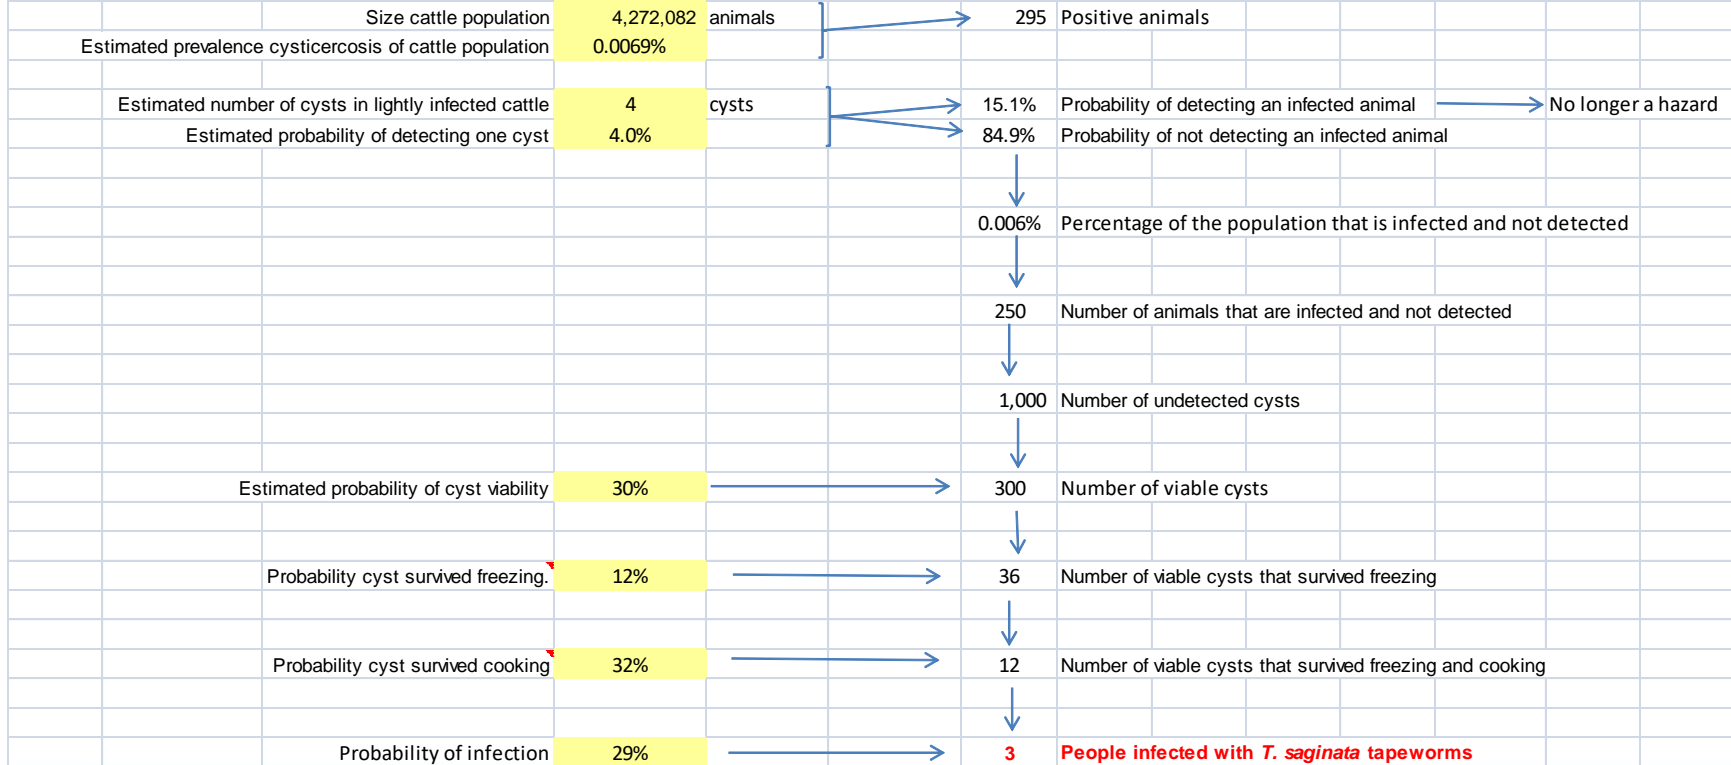 Size cattle population 4,272,082 animals 295 Positive animals
Estimated prevalence cysticercosis of cattle population 0.0069%
Estimated number of cysts in lightly infected cattle 4 cysts 15.1% Probability of detecting an infected animal No longer a hazard
Estimated probability of detecting one cyst 4.0% 84.9% Probability of not detecting an infected animal
0.006% Percentage of the population that is infected and not detected
250 Number of animals that are infected and not detected
1,000 Number of undetected cysts
Estimated probability of cyst viability 30% 300 Number of viable cysts
Probability cyst survived freezing. 12% 36 Number of viable cysts that survived freezing
Probability cyst survived cooking 32% 12 Number of viable cysts that survived freezing and cooking
Probability of infection 29% 3 People infected with T. saginata tapeworms